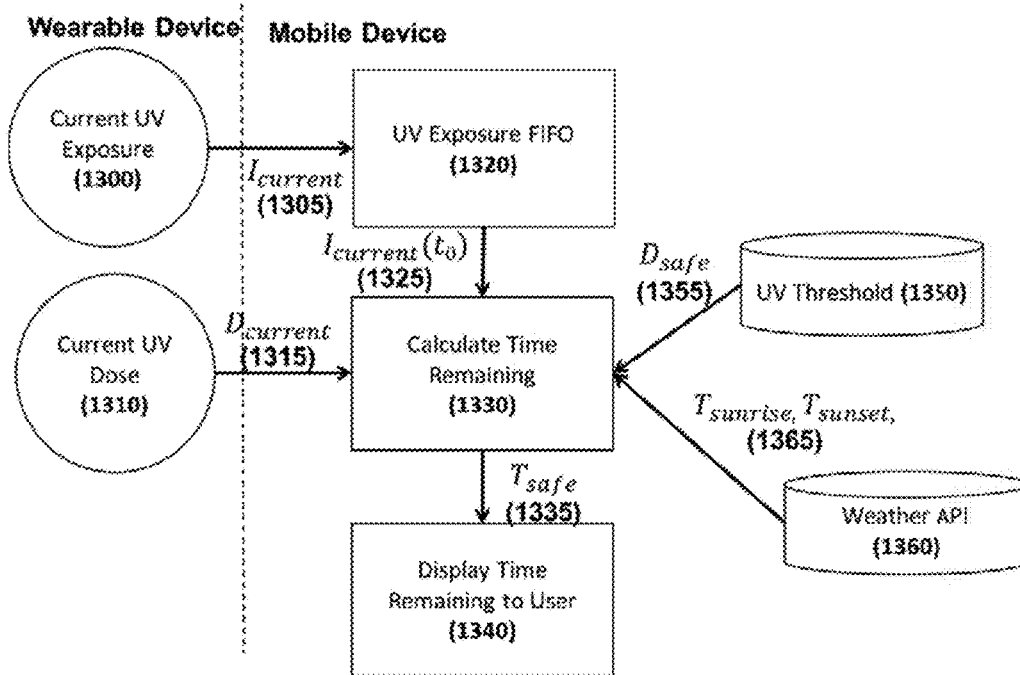 Wearable Device
Mobile Device
Current UV
Exposure
(1300)
I_current
(1305)
UV Exposure FIFO
(1320)
I_current(t_0)
(1325)
D_safe
(1355)
UV Threshold (1350)
Current UV
Dose
(1310)
D_current
(1315)
Calculate Time
Remaining
(1330)
T_sunrise, T_sunset,
(1365)
T_safe
(1335)
Weather API
(1360)
Display Time
Remaining to User
(1340)